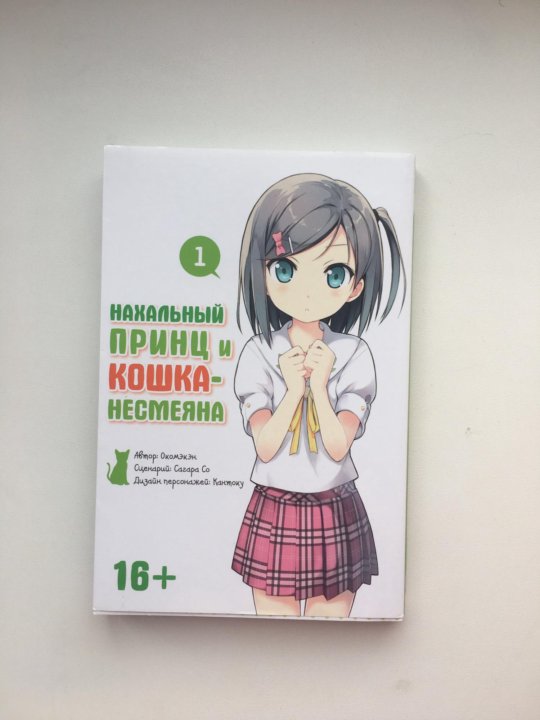 1
НАХАЛЬНЫЙ
ПРИНЦ И
КОШКА-
НЕСМЕЯНА
Автор: Окомэкэн
Сценарий: Сагара Со
Дизайн персонажей: Кантоку
16+